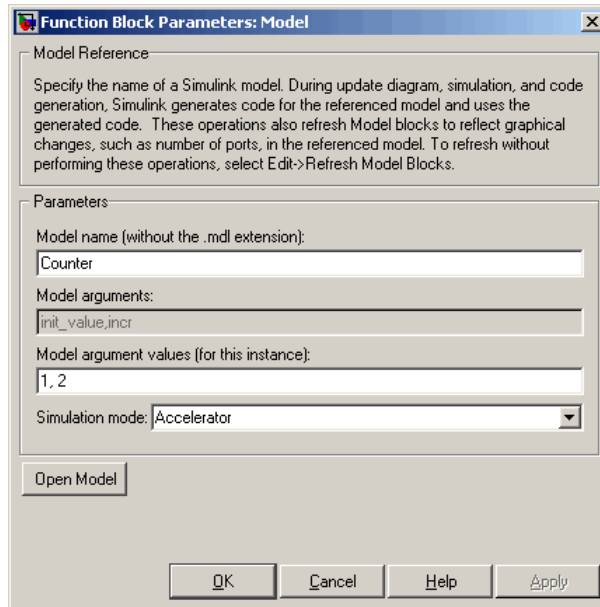 Function Block Parameters: Model
Model Reference
Specify the name of a Simulink model. During update diagram, simulation, and code
generation, Simulink generates code for the referenced model and uses the
generated code.  These operations also refresh Model blocks to reflect graphical
changes, such as number of ports, in the referenced model. To refresh without
performing these operations, select Edit->Refresh Model Blocks.
Parameters
Model name (without the .mdl extension):
Counter
Model arguments:
init_value,incr
Model argument values (for this instance):
1, 2
Simulation mode: Accelerator
Open Model
OK Cancel Help Apply